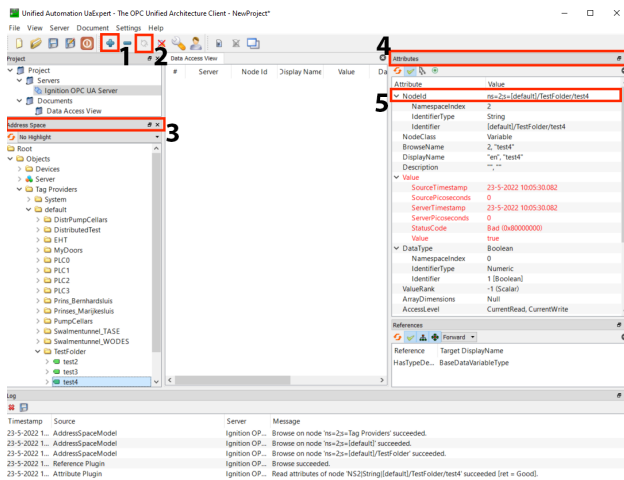 Unified Automation UaExpert - The OPC Unified Architecture Client - NewProject*
File View Server Document Settings Help
1
2
Project
Project
Servers
Ignition OPC UA Server
Documents
Data Access View
Address Space
3
No Highlight
Root
Objects
Devices
Server
Tag Providers
System
default
DistrPumpCellars
DistributedTest
EHT
MyDoors
PLC0
PLC1
PLC2
PLC3
Prins_Bernhardsluis
Prinses_Marijkesluis
PumpCellars
Swalmentunnel_TASE
Swalmentunnel_WODES
TestFolder
test2
test3
test4
Data Access View
# Server Node Id Display Name Value Da
4
Attributes
Attribute Value
5
NodeId ns=2;s=[default]/TestFolder/test4
NamespaceIndex 2
IdentifierType String
Identifier [default]/TestFolder/test4
NodeClass Variable
BrowseName 2, "test4"
DisplayName "en", "test4"
Description "", ""
Value
SourceTimestamp 23-5-2022 10:05:30.082
SourcePicoseconds 0
ServerTimestamp 23-5-2022 10:05:30.082
ServerPicoseconds 0
StatusCode Bad (0x80000000)
Value true
DataType Boolean
NamespaceIndex 0
IdentifierType Numeric
Identifier 1 [Boolean]
ValueRank -1 (Scalar)
ArrayDimensions Null
AccessLevel CurrentRead, CurrentWrite
References
Forward
Reference Target DisplayName
HasTypeDe... BaseDataVariableType
Log
Timestamp Source Server Message
23-5-2022 1... AddressSpaceModel Ignition OP... Browse on node 'ns=2;s=Tag Providers' succeeded.
23-5-2022 1... AddressSpaceModel Ignition OP... Browse on node 'ns=2;s=[default]' succeeded.
23-5-2022 1... AddressSpaceModel Ignition OP... Browse on node 'ns=2;s=[default]/TestFolder' succeeded.
23-5-2022 1... Reference Plugin Ignition OP... Browse succeeded.
23-5-2022 1... Attribute Plugin Ignition OP... Read attributes of node 'NS2|String|[default]/TestFolder/test4' succeeded [ret = Good].